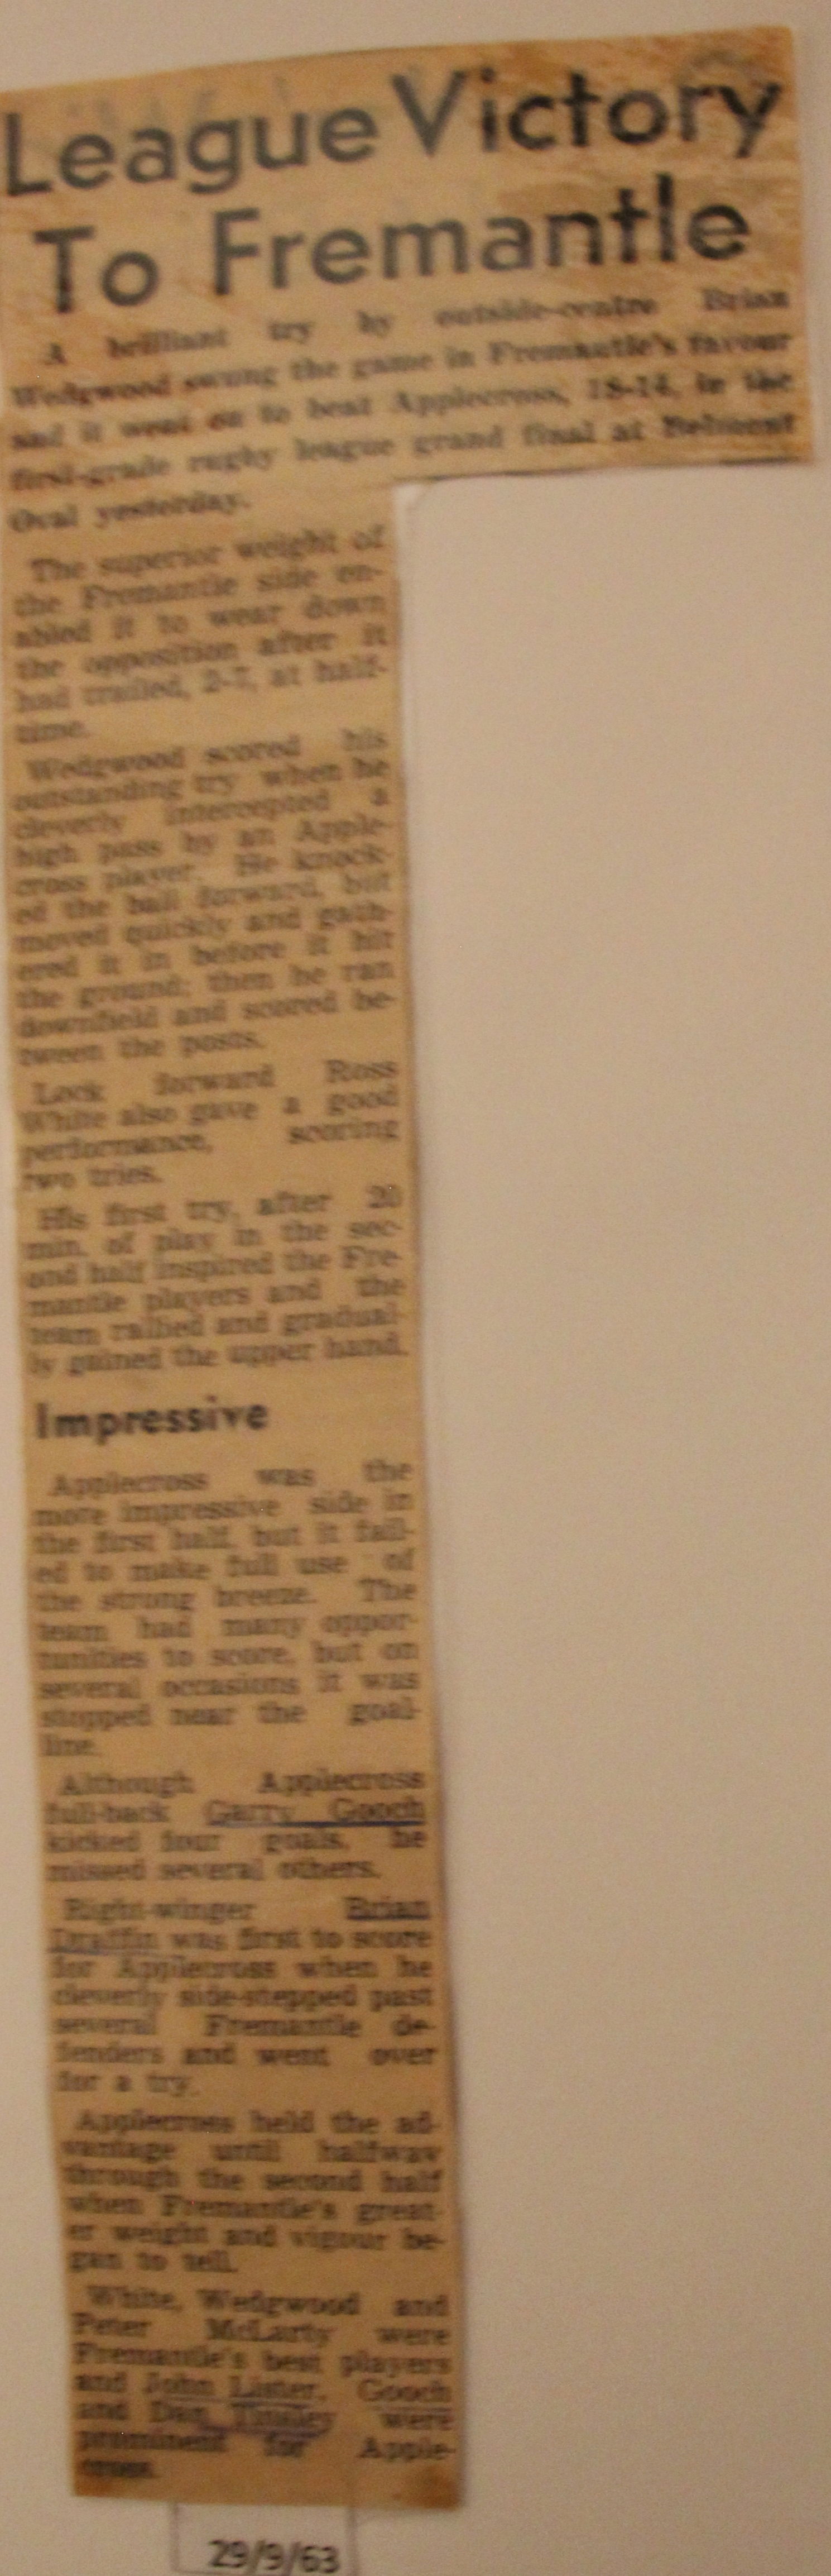 League Victory
To Fremantle
A brilliant try by outside-centre Brian
Wedgwood swung the game in Fremantle's favour
and it went on to beat Applecross, 18-14, in the
first-grade rugby league grand final at Belmont
Oval yesterday.
The superior weight of
the Fremantle side en-
abled it to wear down
the opposition after it
had trailed, 2-7, at half-
time.
Wedgwood scored his
outstanding try when he
cleverly intercepted a
high pass by an Apple-
cross player. He knock-
ed the ball forward, but
moved quickly and gath-
ered it in before it hit
the ground; then he ran
downfield and scored be-
tween the posts.
Lock forward Ross
White also gave a good
performance, scoring
two tries.
His first try, after 20
min. of play in the sec-
ond half inspired the Fre-
mantle players and the
team rallied and gradual-
ly gained the upper hand.
Impressive
Applecross was the
more impressive side in
the first half, but it fail-
ed to make full use of
the strong breeze. The
team had many oppor-
tunities to score, but on
several occasions it was
stopped near the goal-
line.
Although Applecross
full-back Garry Gooch
kicked four goals, he
missed several others.
Right-winger Brian
Draffin was first to score
for Applecross when he
cleverly side-stepped past
several Fremantle de-
fenders and went over
for a try.
Applecross held the ad-
vantage until halfway
through the second half
when Fremantle's great-
er weight and vigour be-
gan to tell.
White, Wedgwood and
Peter McLarty were
Fremantle's best players
and John Lister, Gooch
and Dan Tinsley were
prominent for Apple-
cross.
29/9/63